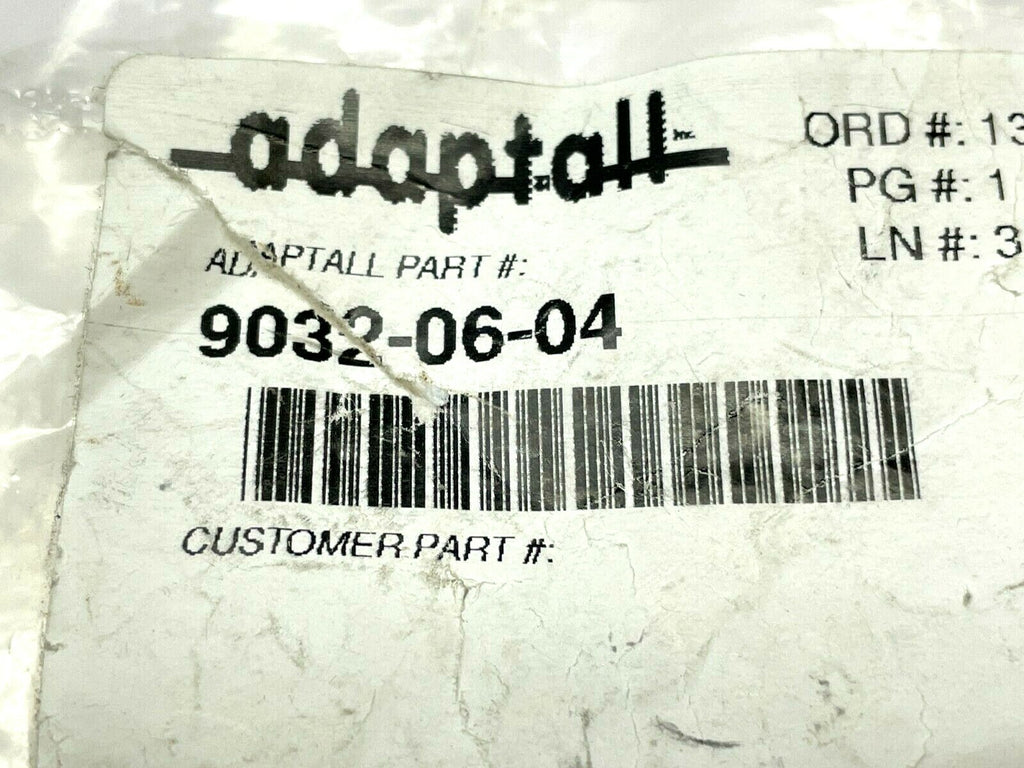 adaptall Inc.
ORD #: 13
PG #: 1
LN #: 3
ADAPTALL PART #:
9032-06-04
CUSTOMER PART #: